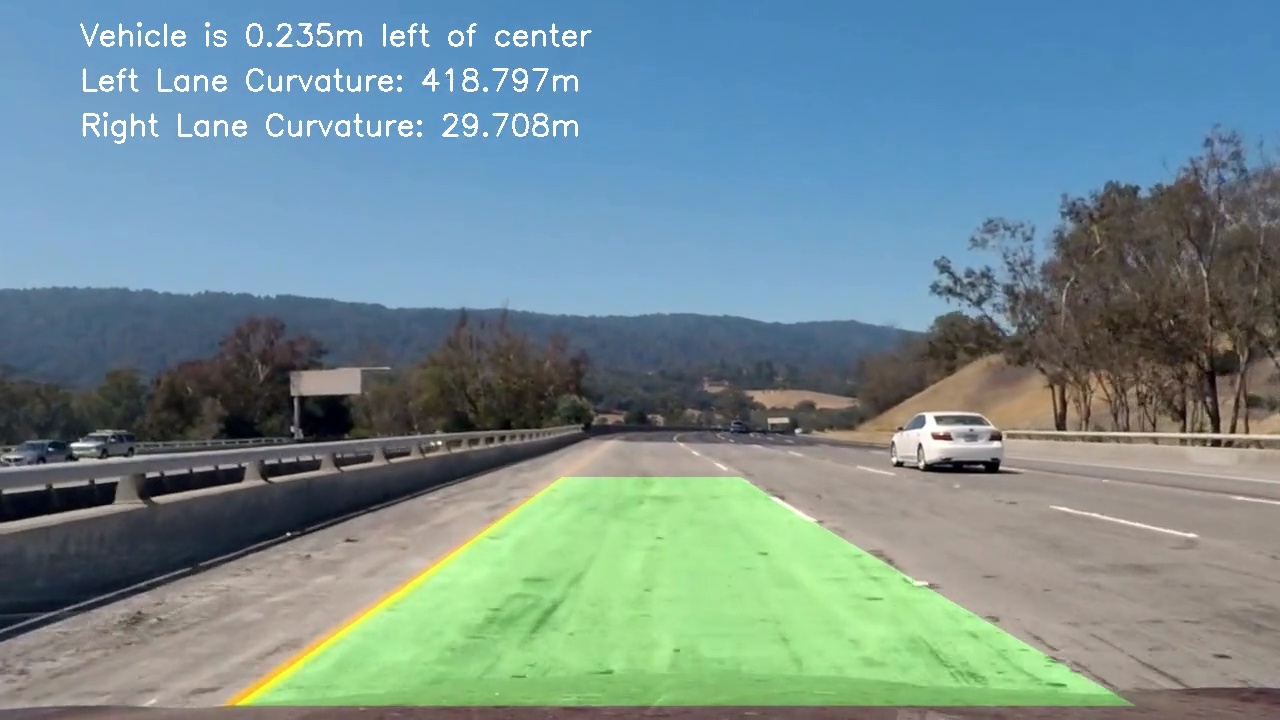 Vehicle is 0.235m left of center
Left Lane Curvature: 418.797m
Right Lane Curvature: 29.708m